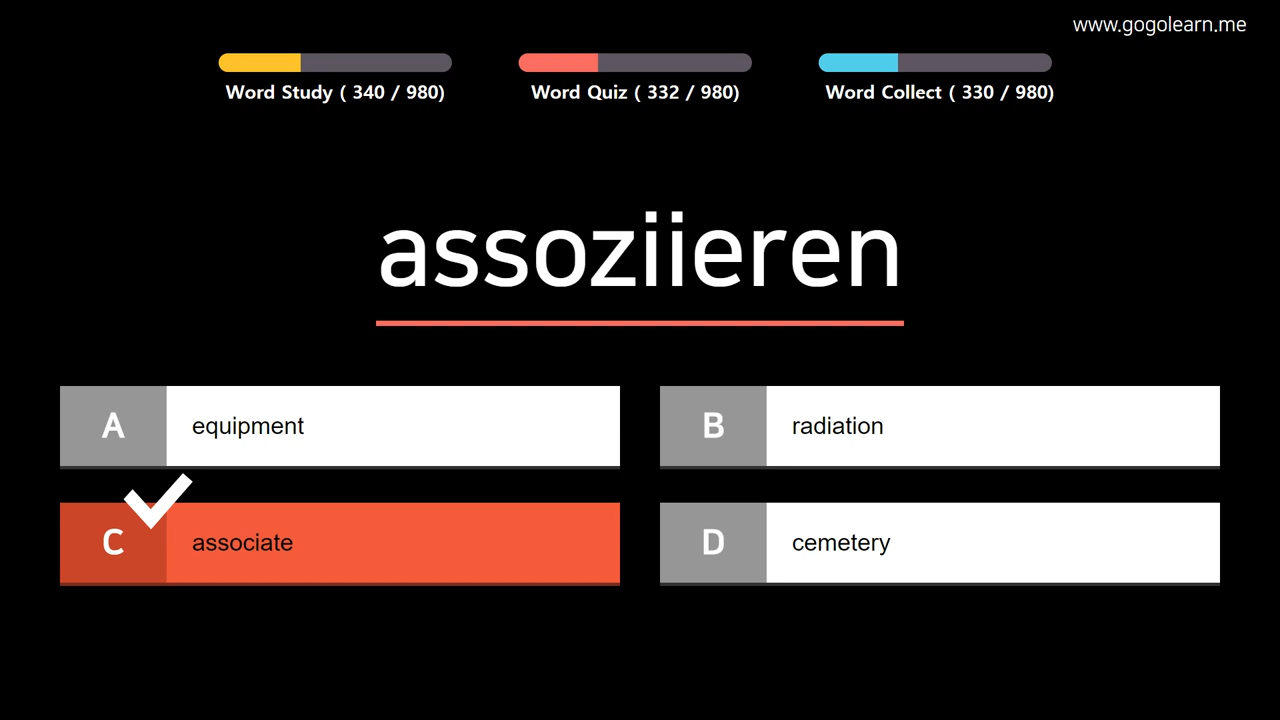 www.gogolearn.me
Word Study ( 340 / 980)
Word Quiz ( 332 / 980)
Word Collect ( 330 / 980)
assoziieren
A equipment
B radiation
C associate
D cemetery